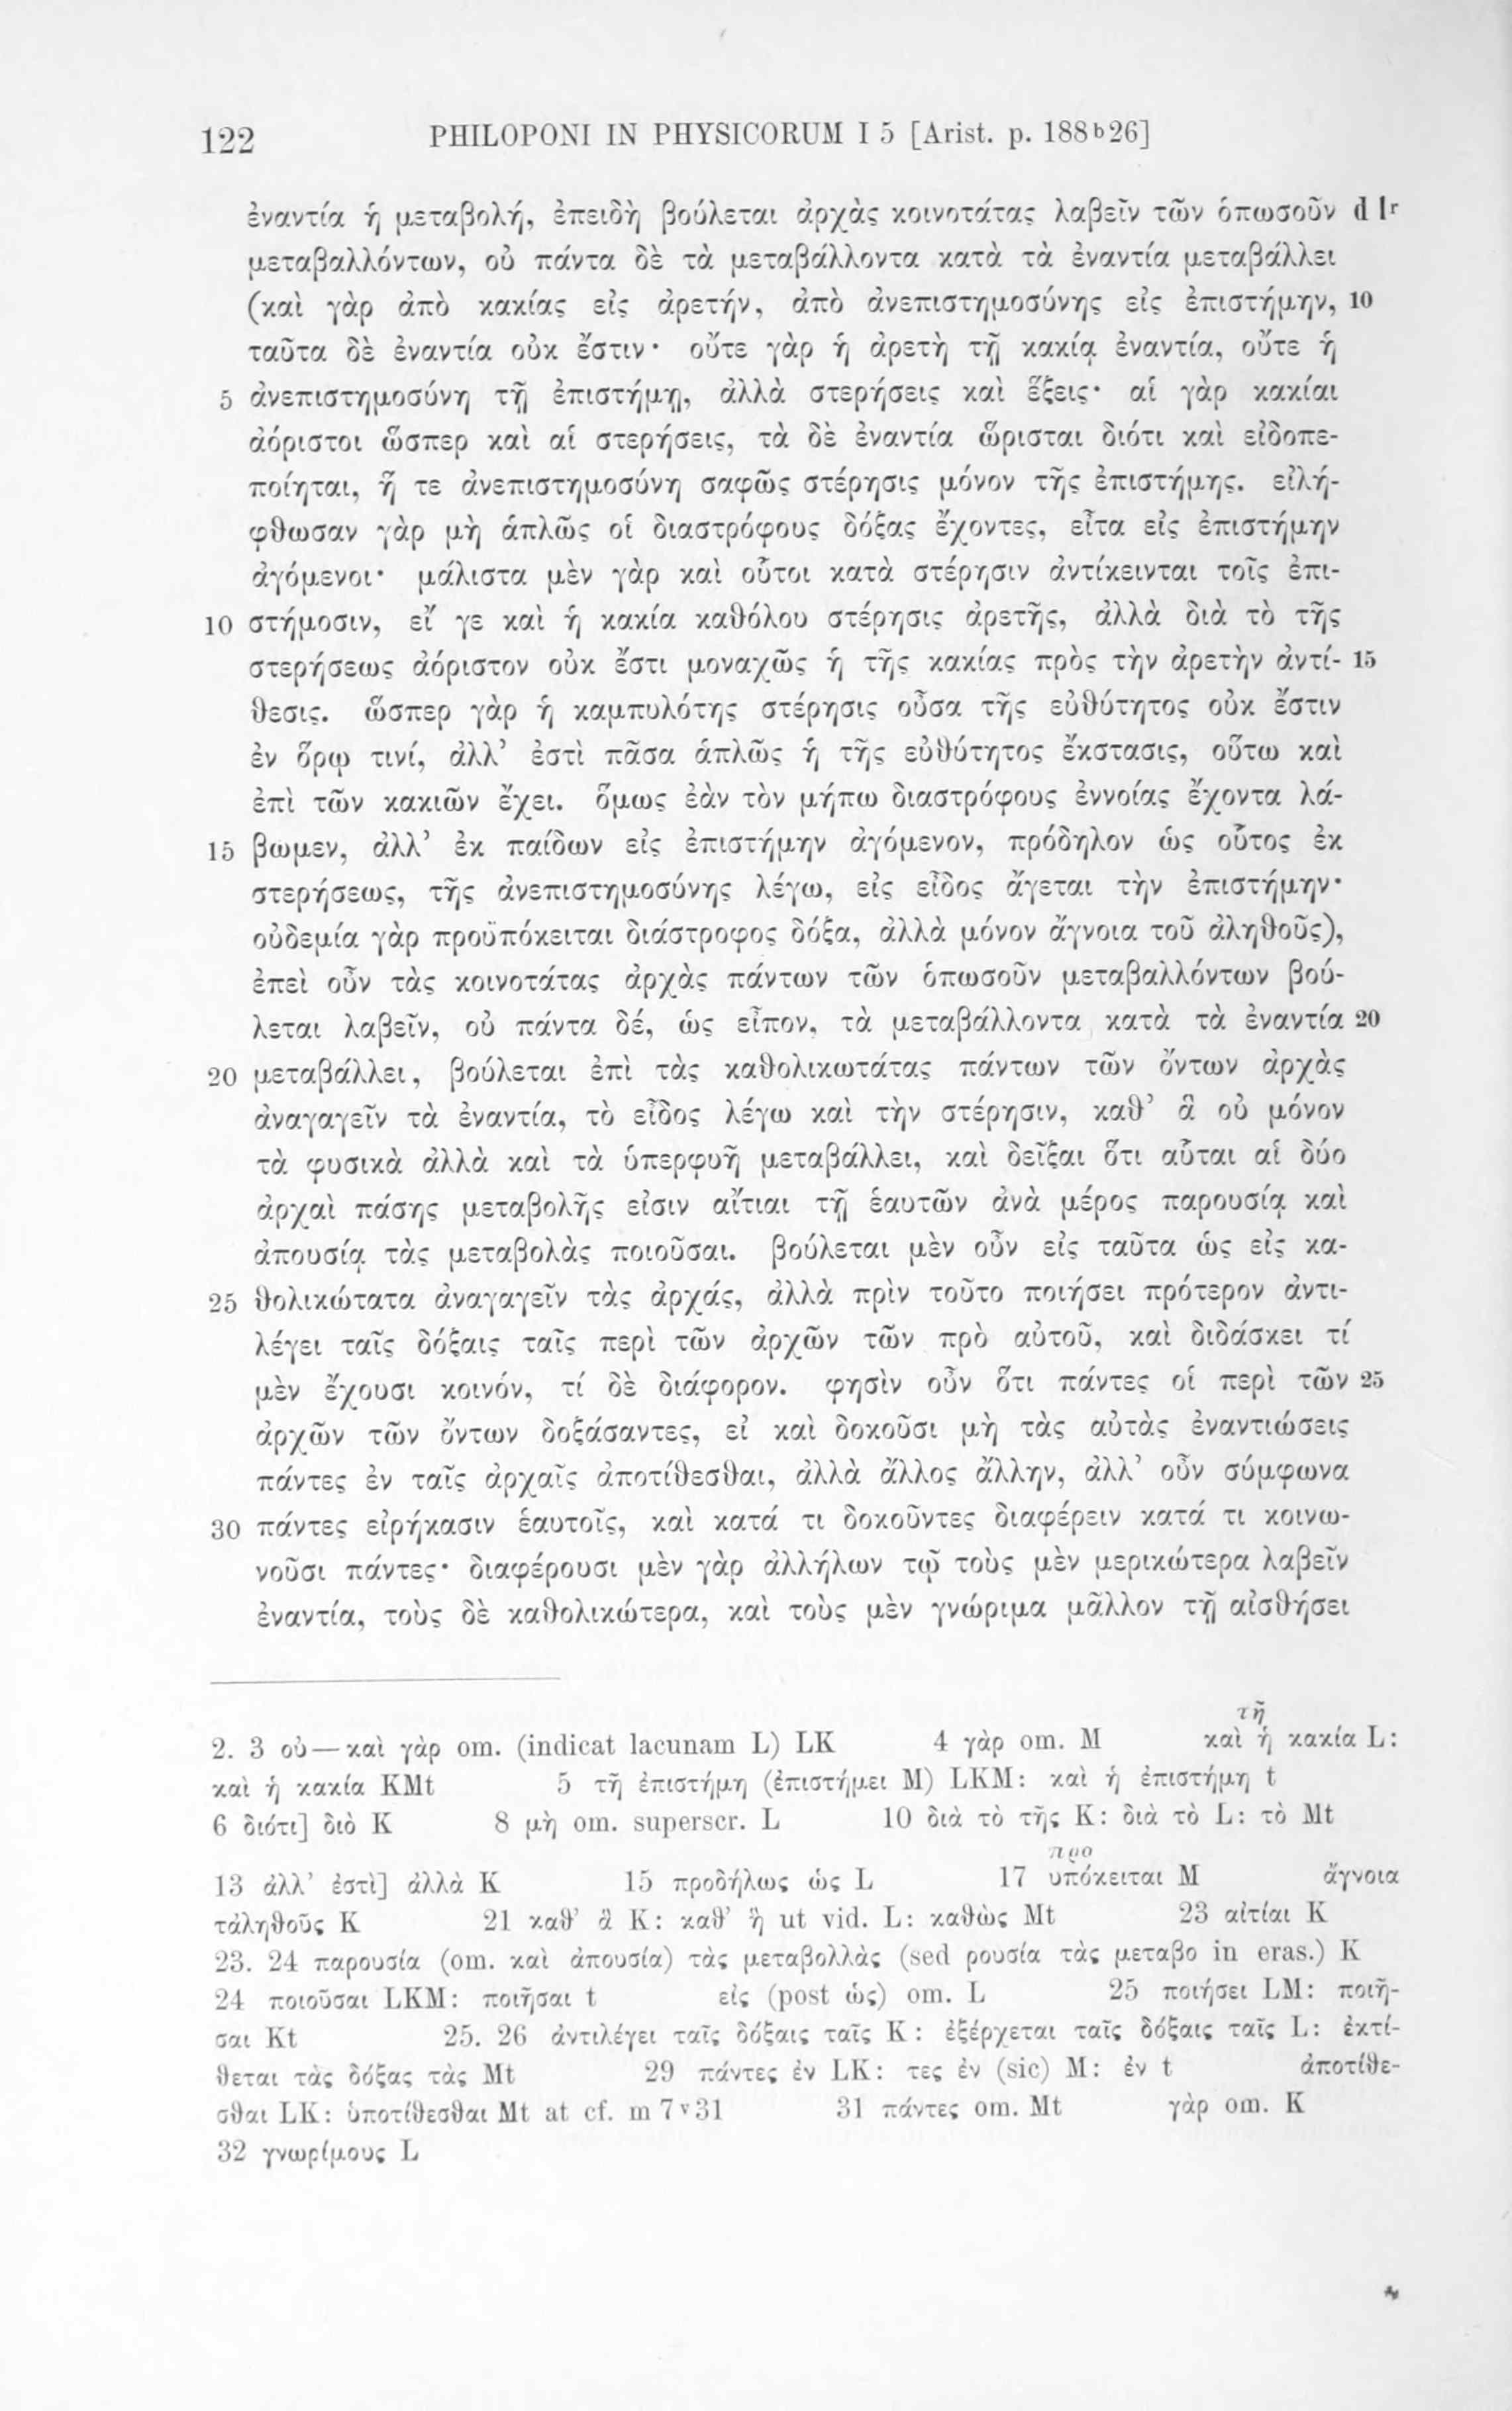 122 PHILOPONI IN PHYSICORUM I 5 [Arist. p. 188ᵇ26]
ἐναντία ἡ μεταβολή, ἐπειδὴ βούλεται ἀρχὰς κοινοτάτας λαβεῖν τῶν ὁπωσοῦν d 1ʳ
μεταβαλλόντων, οὐ πάντα δὲ τὰ μεταβάλλοντα κατὰ τὰ ἐναντία μεταβάλλει
(καὶ γὰρ ἀπὸ κακίας εἰς ἀρετήν, ἀπὸ ἀνεπιστημοσύνης εἰς ἐπιστήμην, 10
ταῦτα δὲ ἐναντία οὐκ ἔστιν· οὔτε γὰρ ἡ ἀρετὴ τῇ κακίᾳ ἐναντία, οὔτε ἡ
5 ἀνεπιστημοσύνη τῇ ἐπιστήμῃ, ἀλλὰ στερήσεις καὶ ἕξεις· αἱ γὰρ κακίαι
ἀόριστοι ὥσπερ καὶ αἱ στερήσεις, τὰ δὲ ἐναντία ὥρισται διότι καὶ εἰδοπε-
ποίηται, ἥ τε ἀνεπιστημοσύνη σαφῶς στέρησις μόνον τῆς ἐπιστήμης. εἰλή-
φθωσαν γὰρ μὴ ἁπλῶς οἱ διαστρόφους δόξας ἔχοντες, εἶτα εἰς ἐπιστήμην
ἀγόμενοι· μάλιστα μὲν γὰρ καὶ οὗτοι κατὰ στέρησιν ἀντίκεινται τοῖς ἐπι-
10 στήμοσιν, εἴ γε καὶ ἡ κακία καθόλου στέρησις ἀρετῆς, ἀλλὰ διὰ τὸ τῆς
στερήσεως ἀόριστον οὐκ ἔστι μοναχῶς ἡ τῆς κακίας πρὸς τὴν ἀρετὴν ἀντί- 15
θεσις. ὥσπερ γὰρ ἡ καμπυλότης στέρησις οὖσα τῆς εὐθύτητος οὐκ ἔστιν
ἐν ὅρῳ τινί, ἀλλ’ ἐστὶ πᾶσα ἁπλῶς ἡ τῆς εὐθύτητος ἔκστασις, οὕτω καὶ
ἐπὶ τῶν κακιῶν ἔχει. ὅμως ἐὰν τὸν μήπω διαστρόφους ἐννοίας ἔχοντα λά-
15 βωμεν, ἀλλ’ ἐκ παίδων εἰς ἐπιστήμην ἀγόμενον, πρόδηλον ὡς οὗτος ἐκ
στερήσεως, τῆς ἀνεπιστημοσύνης λέγω, εἰς εἶδος ἄγεται τὴν ἐπιστήμην·
οὐδεμία γὰρ προϋπόκειται διάστροφος δόξα, ἀλλὰ μόνον ἄγνοια τοῦ ἀληθοῦς),
ἐπεὶ οὖν τὰς κοινοτάτας ἀρχὰς πάντων τῶν ὁπωσοῦν μεταβαλλόντων βού-
λεται λαβεῖν, οὐ πάντα δέ, ὡς εἶπον, τὰ μεταβάλλοντα κατὰ τὰ ἐναντία 20
20 μεταβάλλει, βούλεται ἐπὶ τὰς καθολικωτάτας πάντων τῶν ὄντων ἀρχὰς
ἀναγαγεῖν τὰ ἐναντία, τὸ εἶδος λέγω καὶ τὴν στέρησιν, καθ’ ἃ οὐ μόνον
τὰ φυσικὰ ἀλλὰ καὶ τὰ ὑπερφυῆ μεταβάλλει, καὶ δεῖξαι ὅτι αὗται αἱ δύο
ἀρχαὶ πάσης μεταβολῆς εἰσιν αἴτιαι τῇ ἑαυτῶν ἀνὰ μέρος παρουσίᾳ καὶ
ἀπουσίᾳ τὰς μεταβολὰς ποιοῦσαι. βούλεται μὲν οὖν εἰς ταῦτα ὡς εἰς κα-
25 θολικώτατα ἀναγαγεῖν τὰς ἀρχάς, ἀλλὰ πρὶν τοῦτο ποιήσει πρότερον ἀντι-
λέγει ταῖς δόξαις ταῖς περὶ τῶν ἀρχῶν τῶν πρὸ αὐτοῦ, καὶ διδάσκει τί
μὲν ἔχουσι κοινόν, τί δὲ διάφορον. φησὶν οὖν ὅτι πάντες οἱ περὶ τῶν 25
ἀρχῶν τῶν ὄντων δοξάσαντες, εἰ καὶ δοκοῦσι μὴ τὰς αὐτὰς ἐναντιώσεις
πάντες ἐν ταῖς ἀρχαῖς ἀποτίθεσθαι, ἀλλὰ ἄλλος ἄλλην, ἀλλ’ οὖν σύμφωνα
30 πάντες εἰρήκασιν ἑαυτοῖς, καὶ κατά τι δοκοῦντες διαφέρειν κατά τι κοινω-
νοῦσι πάντες· διαφέρουσι μὲν γὰρ ἀλλήλων τῷ τοὺς μὲν μερικώτερα λαβεῖν
ἐναντία, τοὺς δὲ καθολικώτερα, καὶ τοὺς μὲν γνώριμα μᾶλλον τῇ αἰσθήσει
τῆ
2. 3 οὐ—καὶ γὰρ om. (indicat lacunam L) LK 4 γὰρ om. M καὶ ἡ κακία L:
καὶ ἡ κακία KMt 5 τῆ ἐπιστήμη (ἐπιστήμει M) LKM: καὶ ἡ ἐπιστήμη t
6 διότι] διὸ K 8 μὴ om. superscr. L 10 διὰ τὸ τῆς K: διὰ τὸ L: τὸ Mt
προ
13 ἀλλ’ ἐστὶ] ἀλλὰ K 15 προδήλως ὡς L 17 ὑπόκειται M ἄγνοια
τἀληθοῦς K 21 καθ’ ἃ K: καθ’ ἣ ut vid. L: καθὼς Mt 23 αἰτίαι K
23. 24 παρουσία (om. καὶ ἀπουσία) τὰς μεταβολλὰς (sed ρουσία τὰς μεταβο in eras.) K
24 ποιοῦσαι LKM: ποιῆσαι t εἰς (post ὡς) om. L 25 ποιήσει LM: ποιῆ-
σαι Kt 25. 26 ἀντιλέγει ταῖς δόξαις ταῖς K: ἐξέρχεται ταῖς δόξαις ταῖς L: ἐκτί-
θεται τὰς δόξας τὰς Mt 29 πάντες ἐν LK: τες ἐν (sic) M: ἐν t ἀποτίθε-
σθαι LK: ὑποτίθεσθαι Mt at cf. m 7ᵛ31 31 πάντες om. Mt γὰρ om. K
32 γνωρίμους L